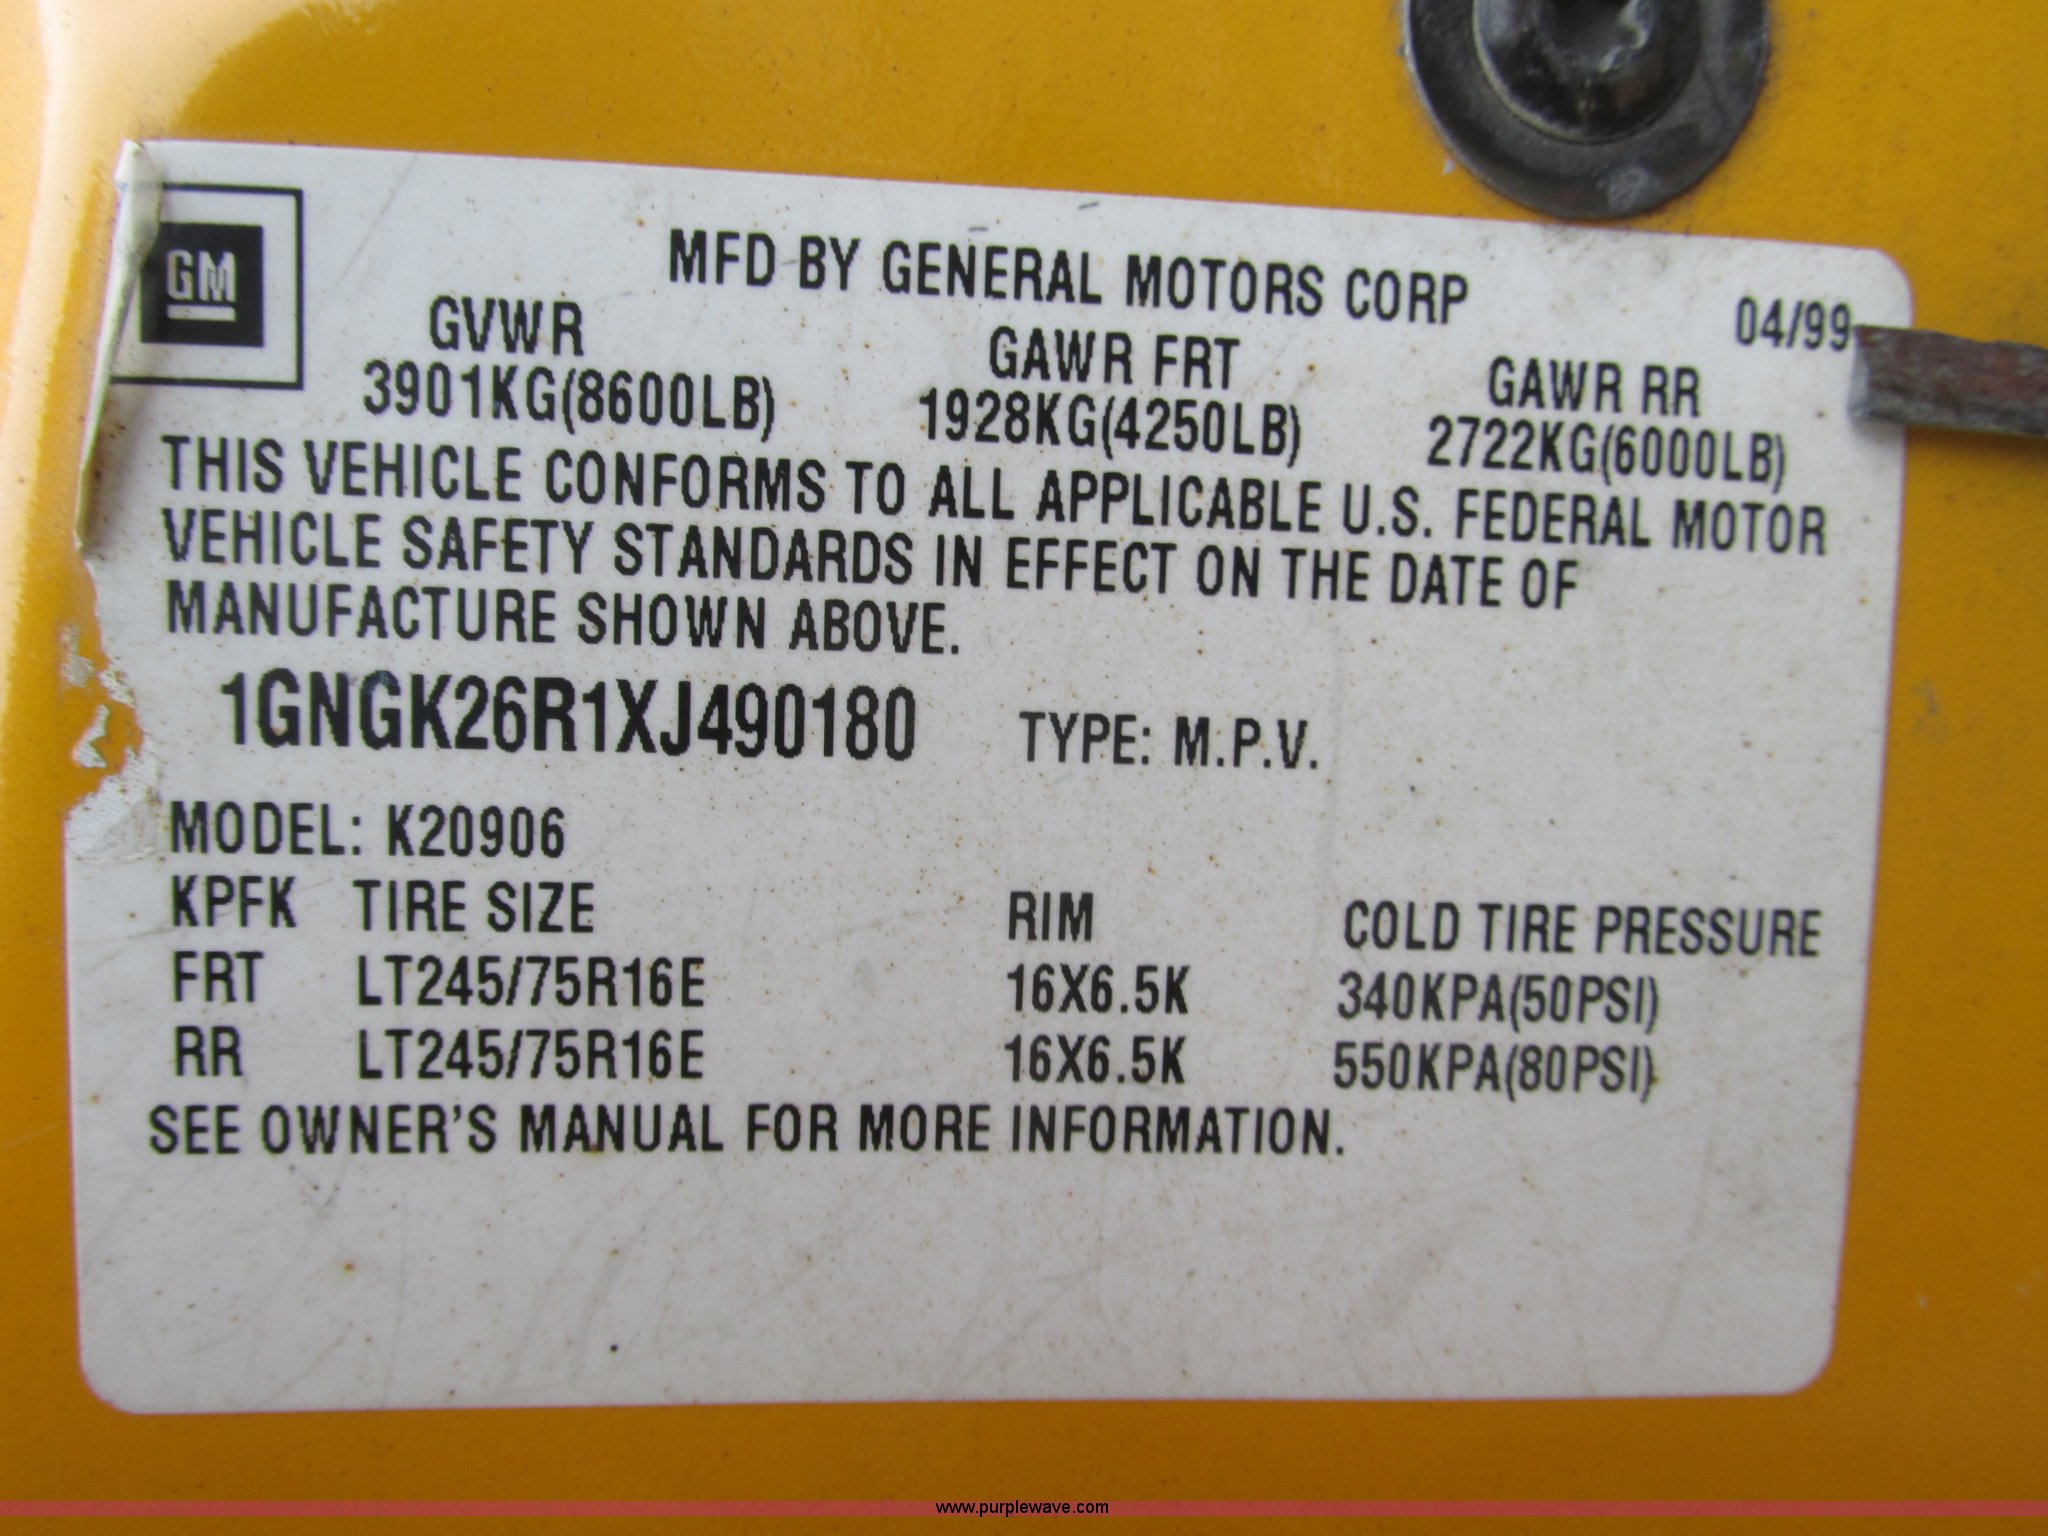 GM
MFD BY GENERAL MOTORS CORP 04/99
GVWR GAWR FRT GAWR RR
3901KG(8600LB) 1928KG(4250LB) 2722KG(6000LB)
THIS VEHICLE CONFORMS TO ALL APPLICABLE U.S. FEDERAL MOTOR
VEHICLE SAFETY STANDARDS IN EFFECT ON THE DATE OF
MANUFACTURE SHOWN ABOVE.
1GNGK26R1XJ490180 TYPE: M.P.V.
MODEL: K20906
KPFK TIRE SIZE RIM COLD TIRE PRESSURE
FRT LT245/75R16E 16X6.5K 340KPA(50PSI)
RR LT245/75R16E 16X6.5K 550KPA(80PSI)
SEE OWNER'S MANUAL FOR MORE INFORMATION.
www.purplewave.com